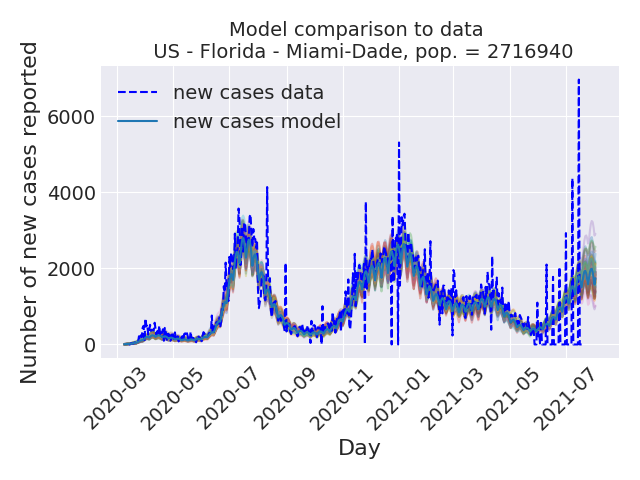 Model comparison to data
US - Florida - Miami-Dade, pop. = 2716940
Number of new cases reported
6000
4000
2000
0
new cases data
new cases model
2020-03
2020-05
2020-07
2020-09
2020-11
2021-01
2021-03
2021-05
2021-07
Day